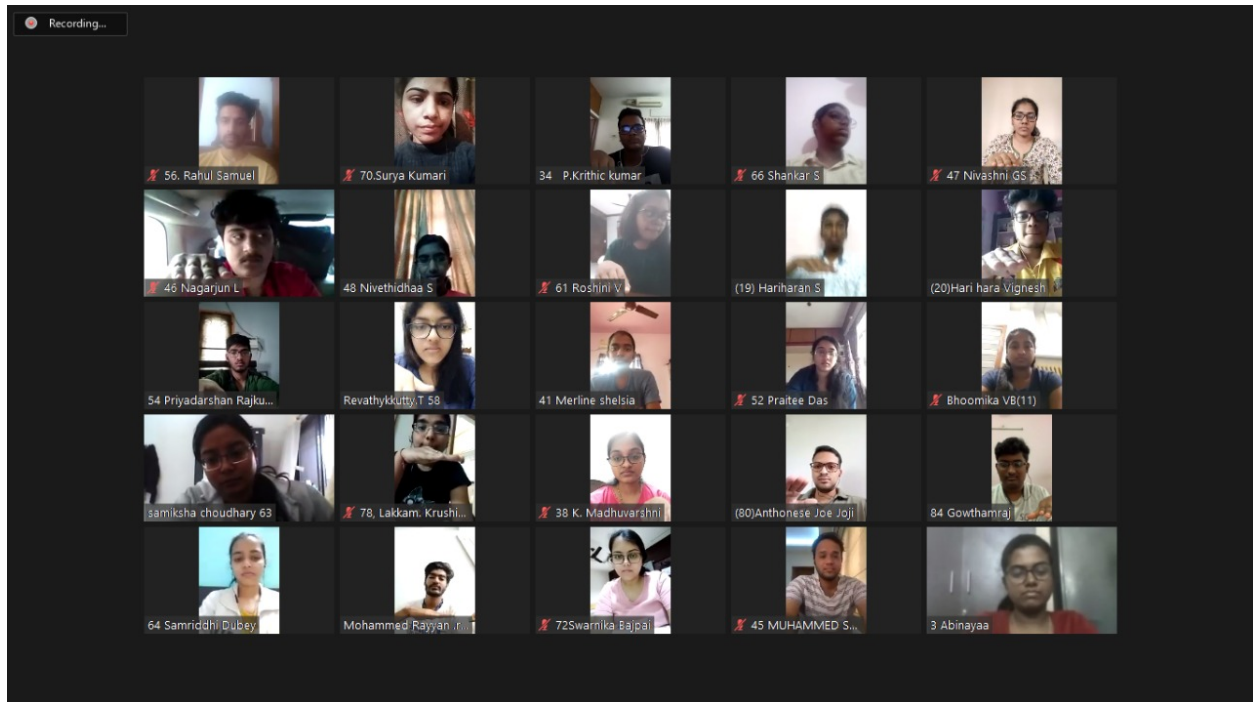 Recording...
56. Rahul Samuel
70.Surya Kumari
34 P.Krithic kumar
66 Shankar S
47 Nivashni GS
46 Nagarjun L
48 Nivethidhaa S
61 Roshini V
(19) Hariharan S
(20)Hari hara Vignesh
54 Priyadarshan Rajku...
Revathykkutty.T 58
41 Merline shelsia
52 Praitee Das
Bhoomika VB(11)
samiksha choudhary 63
78, Lakkam. Krushi...
38 K. Madhuvarshni
(80)Anthonese Joe Joji
84 Gowthamraj
64 Samriddhi Dubey
Mohammed Rayyan .r...
72Swarnika Bajpai
45 MUHAMMED S...
3 Abinayaa